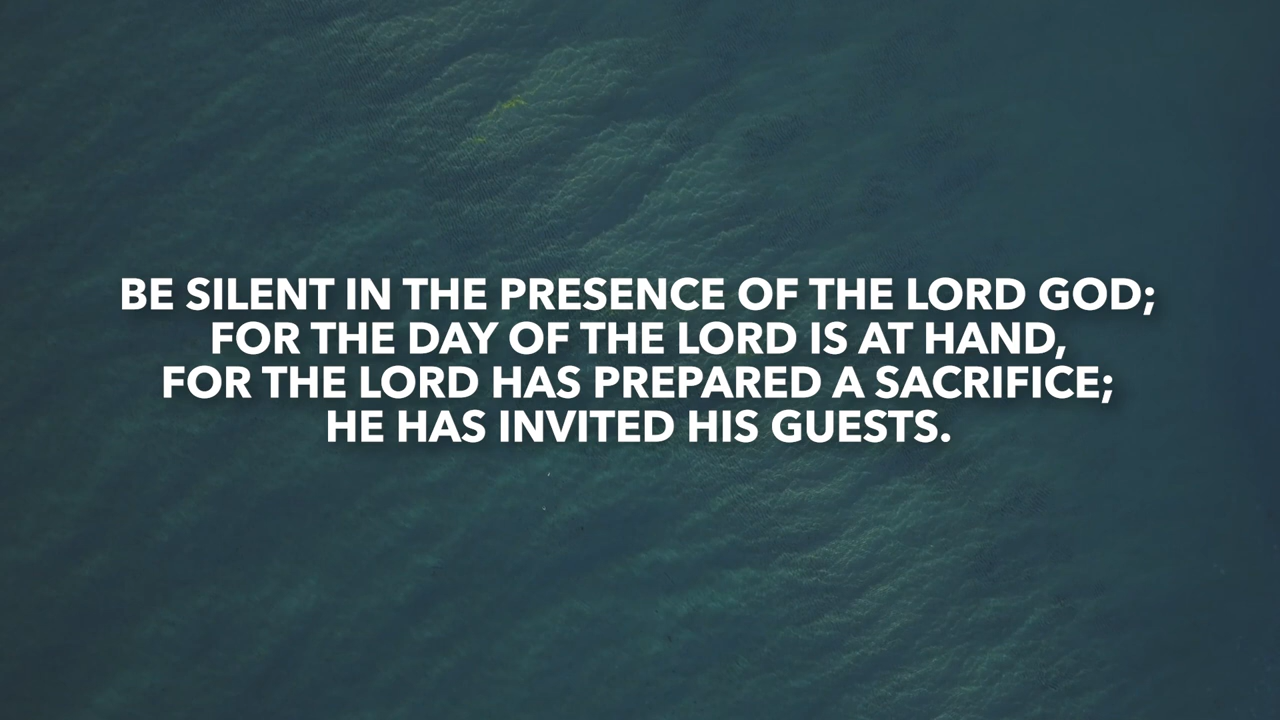 BE SILENT IN THE PRESENCE OF THE LORD GOD;
FOR THE DAY OF THE LORD IS AT HAND,
FOR THE LORD HAS PREPARED A SACRIFICE;
HE HAS INVITED HIS GUESTS.